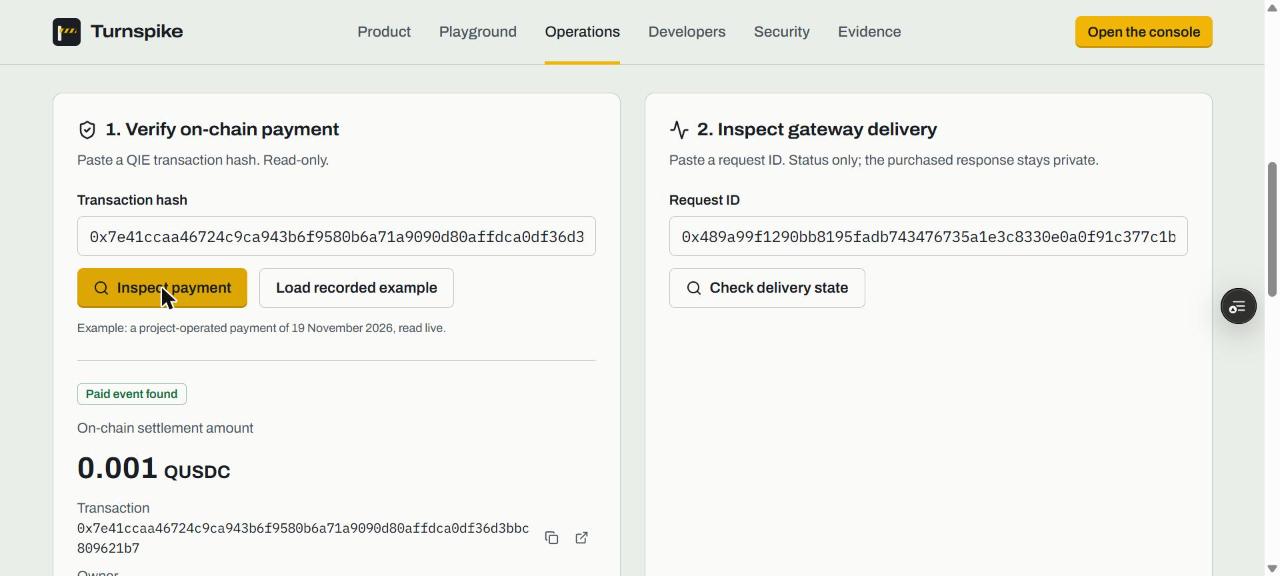 Turnspike
Product Playground Operations Developers Security Evidence
Open the console
1. Verify on-chain payment
Paste a QIE transaction hash. Read-only.
Transaction hash
0x7e41ccaa46724c9ca943b6f9580b6a71a9090d80affdca0df36d3
Inspect payment
Load recorded example
Example: a project-operated payment of 19 November 2026, read live.
Paid event found
On-chain settlement amount
0.001 QUSDC
Transaction
0x7e41ccaa46724c9ca943b6f9580b6a71a9090d80affdca0df36d3bbc
809621b7
Owner
2. Inspect gateway delivery
Paste a request ID. Status only; the purchased response stays private.
Request ID
0x489a99f1290bb8195fadb743476735a1e3c8330e0a0f91c377c1b
Check delivery state